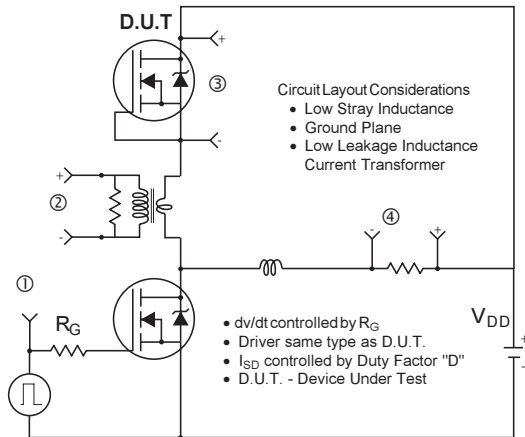 D.U.T
+
③
-
Circuit Layout Considerations
• Low Stray Inductance
• Ground Plane
• Low Leakage Inductance
Current Transformer
+
②
-
④
-
+
①
RG
VDD
+
-
• dv/dt controlled by RG
• Driver same type as D.U.T.
• ISD controlled by Duty Factor "D"
• D.U.T. - Device Under Test